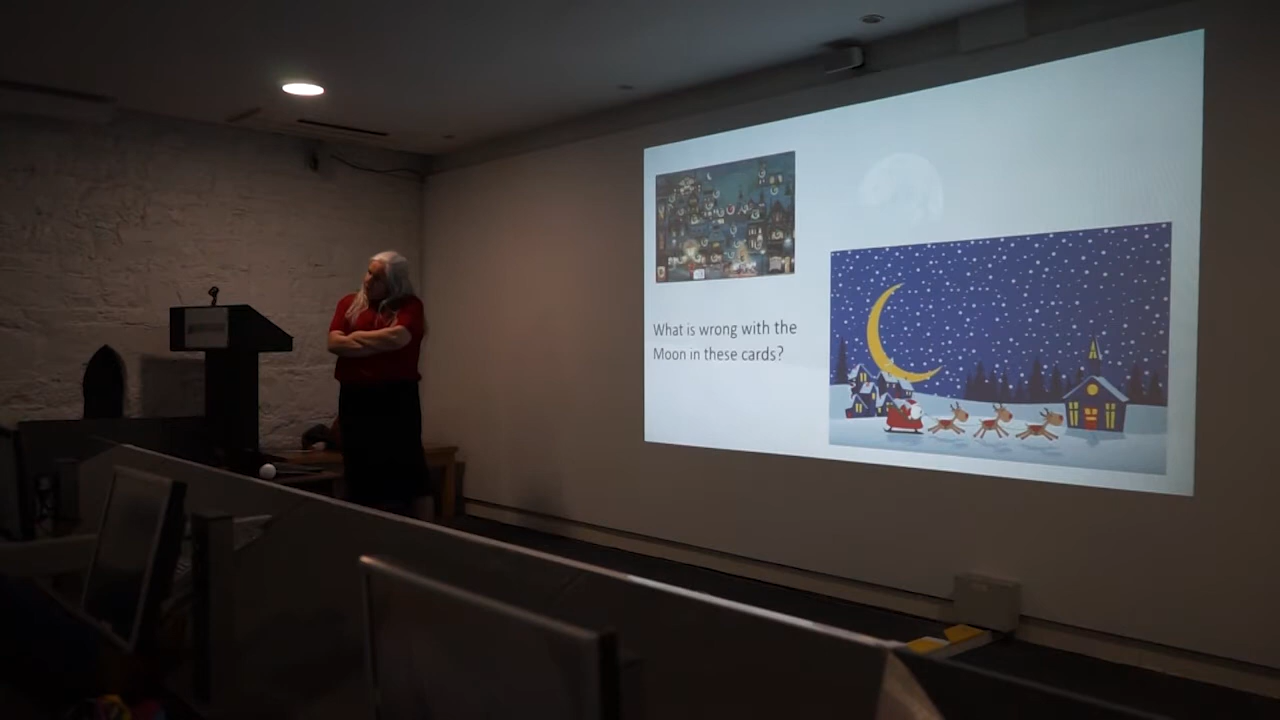 What is wrong with the
Moon in these cards?